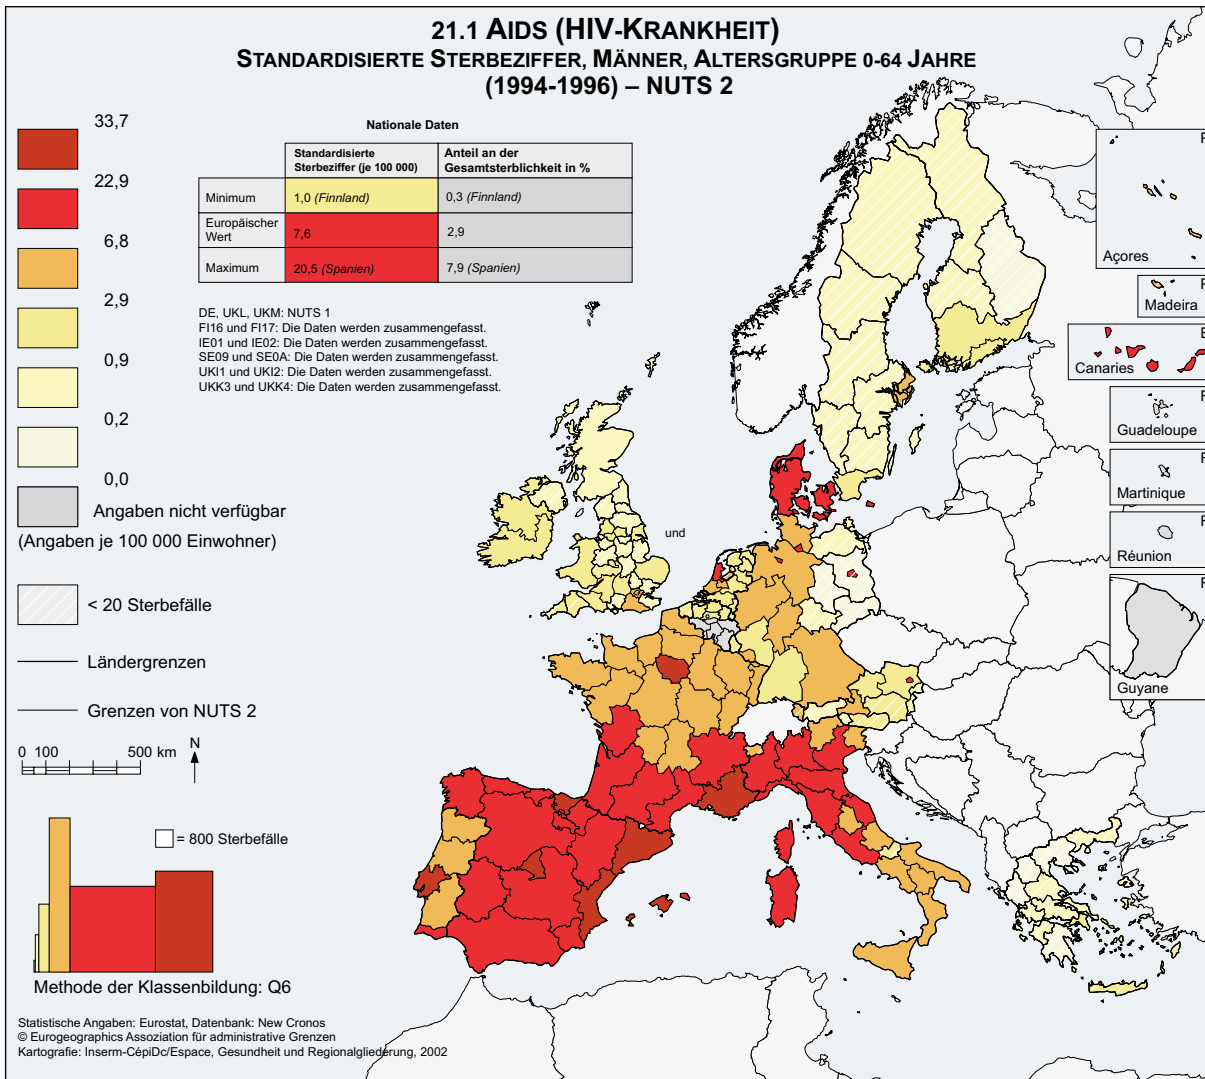 21.1 AIDS (HIV-KRANKHEIT)
STANDARDISIERTE STERBEZIFFER, MÄNNER, ALTERSGRUPPE 0-64 JAHRE
(1994-1996) – NUTS 2
33,7
22,9
6,8
2,9
0,9
0,2
0,0
Angaben nicht verfügbar
(Angaben je 100 000 Einwohner)
< 20 Sterbefälle
Ländergrenzen
Grenzen von NUTS 2
0 100 500 km
N
Nationale Daten
Standardisierte Sterbeziffer (je 100 000)
Anteil an der Gesamtsterblichkeit in %
Minimum 1,0 (Finnland) 0,3 (Finnland)
Europäischer Wert 7,6 2,9
Maximum 20,5 (Spanien) 7,9 (Spanien)
DE, UKL, UKM: NUTS 1
FI16 und FI17: Die Daten werden zusammengefasst.
IE01 und IE02: Die Daten werden zusammengefasst.
SE09 und SE0A: Die Daten werden zusammengefasst.
UKI1 und UKI2: Die Daten werden zusammengefasst.
UKK3 und UKK4: Die Daten werden zusammengefasst.
und
Açores
Madeira
Canaries
Guadeloupe
Martinique
Réunion
Guyane
= 800 Sterbefälle
Methode der Klassenbildung: Q6
Statistische Angaben: Eurostat, Datenbank: New Cronos
© Eurogeographics Assoziation für administrative Grenzen
Kartografie: Inserm-CépiDc/Espace, Gesundheit und Regionalgliederung, 2002